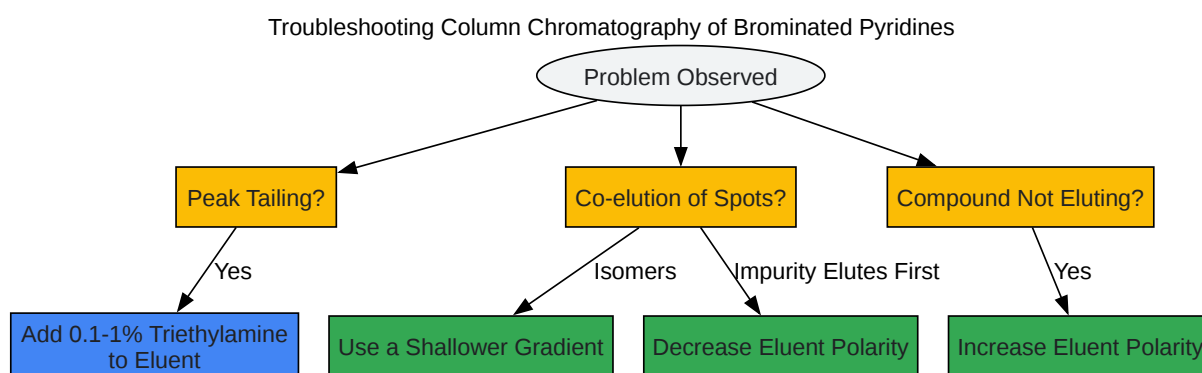 Troubleshooting Column Chromatography of Brominated Pyridines
Problem Observed
Peak Tailing?
Co-elution of Spots?
Compound Not Eluting?
Yes
Isomers
Impurity Elutes First
Yes
Add 0.1-1% Triethylamine
to Eluent
Use a Shallower Gradient
Decrease Eluent Polarity
Increase Eluent Polarity